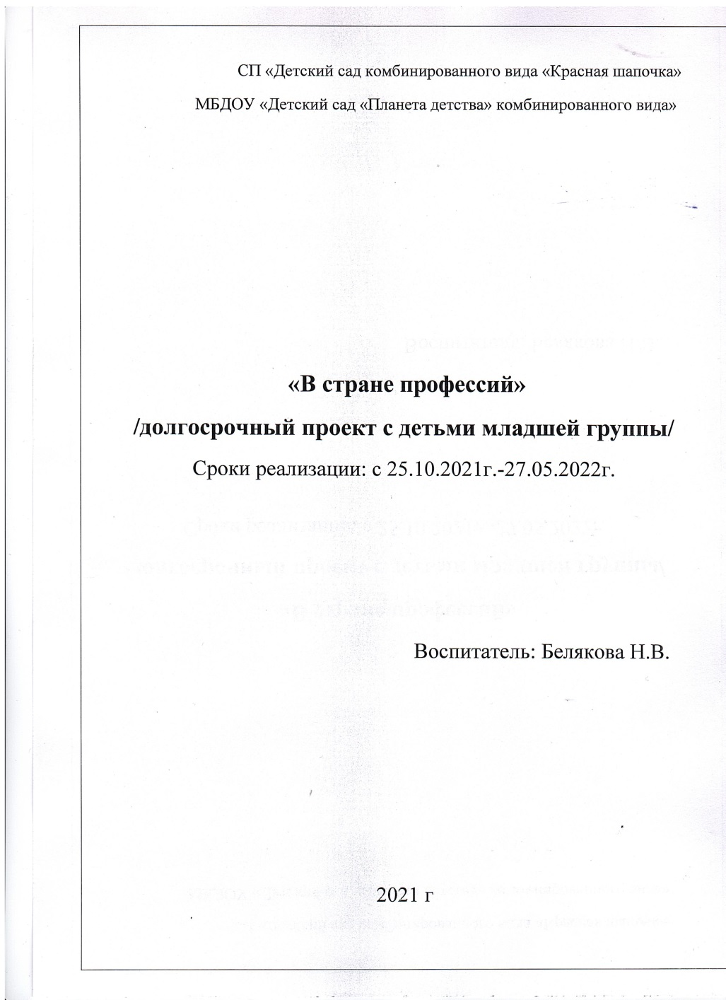 СП «Детский сад комбинированного вида «Красная шапочка»
МБДОУ «Детский сад «Планета детства» комбинированного вида»
«В стране профессий»
/долгосрочный проект с детьми младшей группы/
Сроки реализации: с 25.10.2021г.-27.05.2022г.
Воспитатель: Белякова Н.В.
2021 г